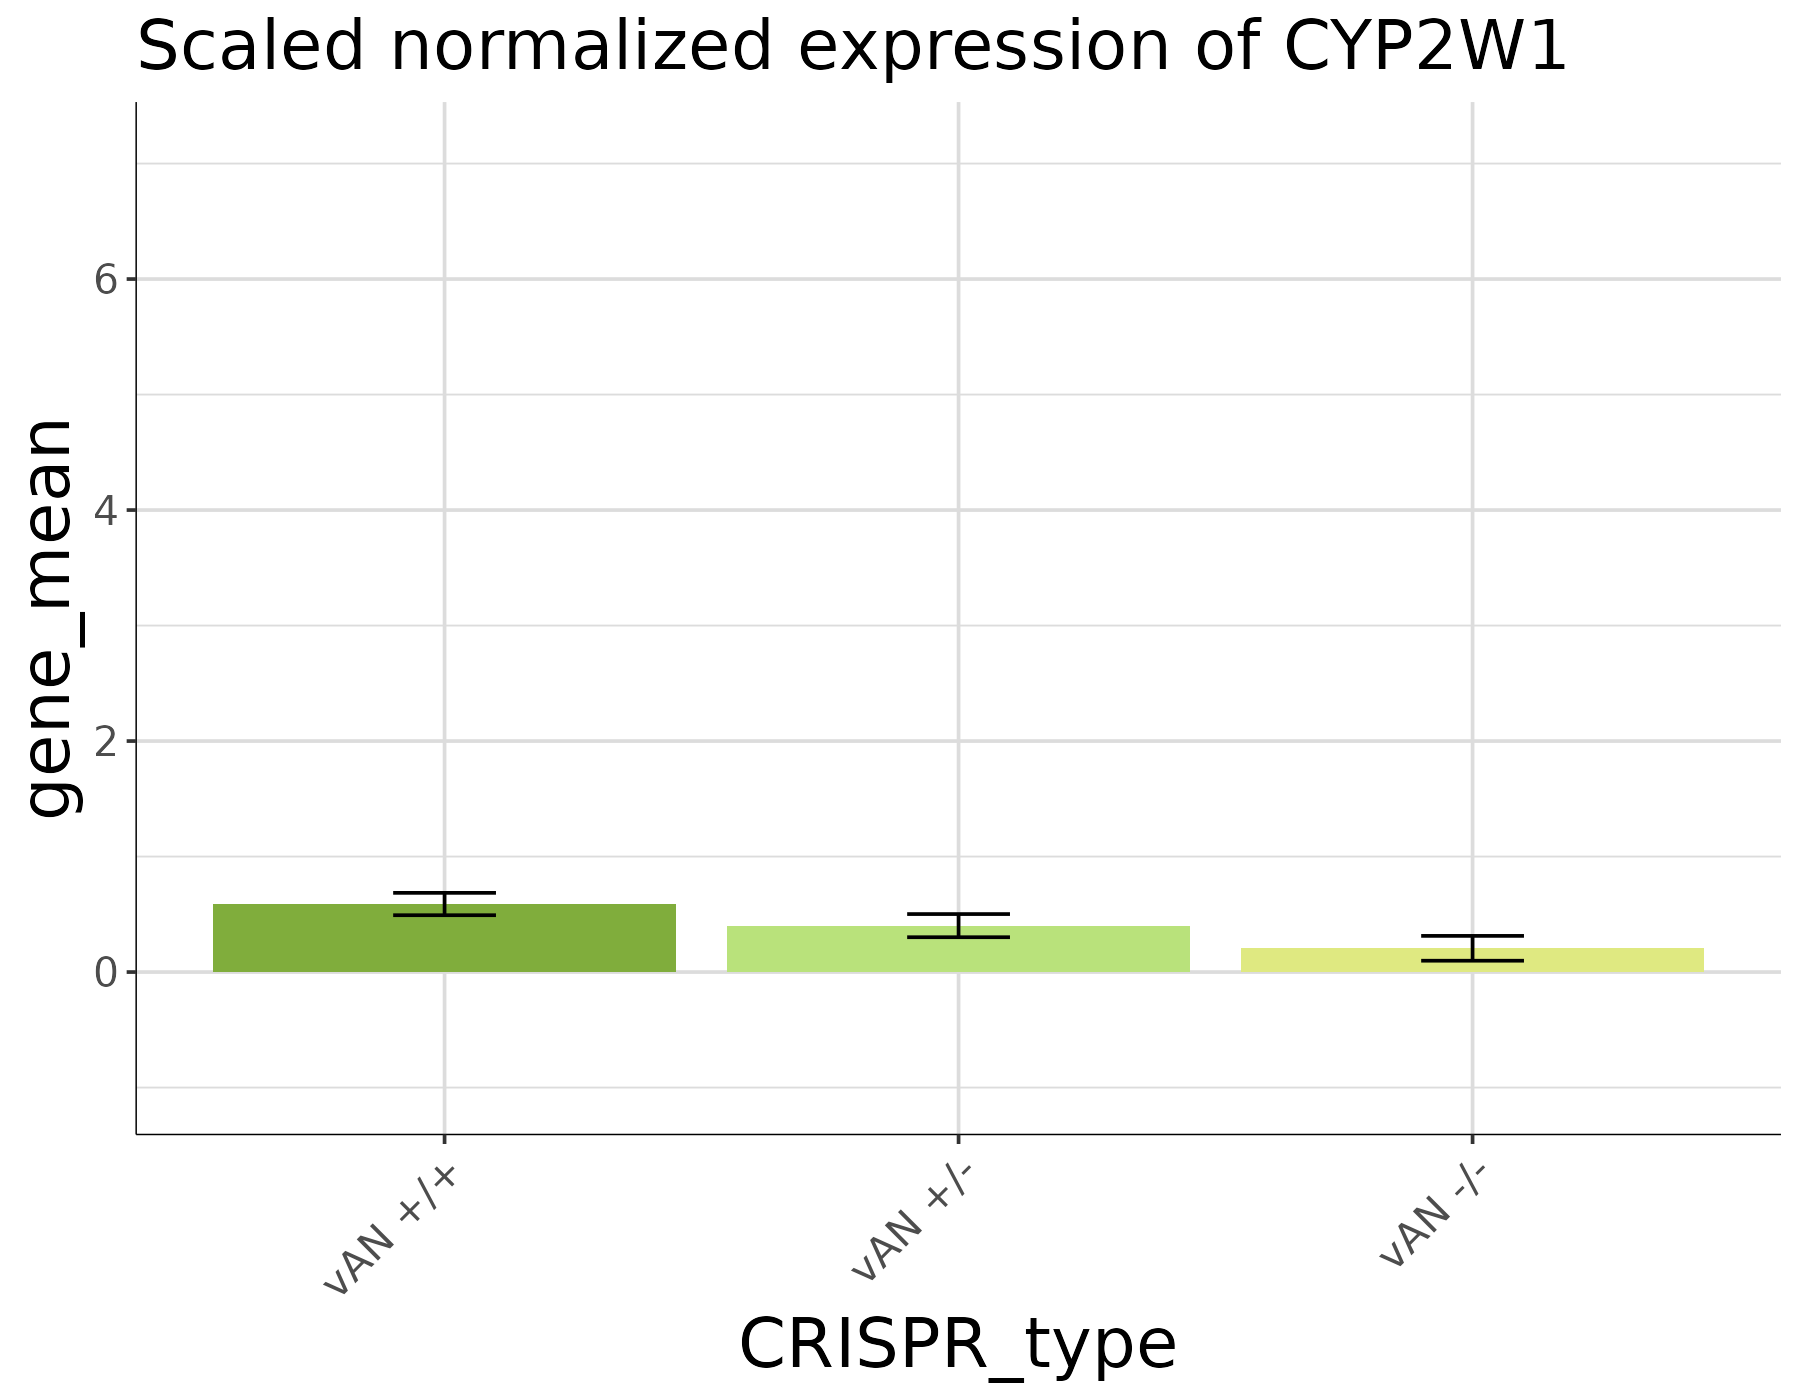 Scaled normalized expression of CYP2W1
gene_mean
6
4
2
0
vAN +/+
vAN +/-
vAN -/-
CRISPR_type